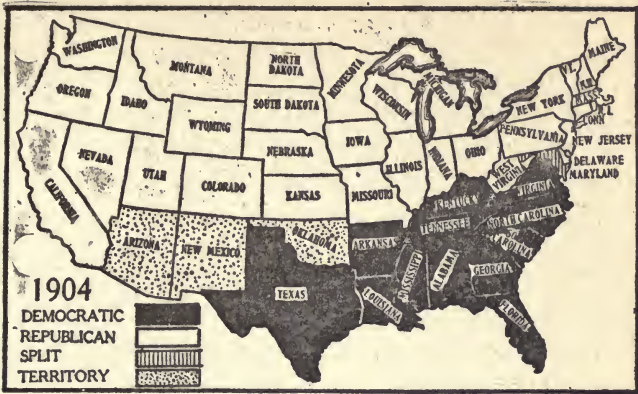 WASHINGTON
MONTANA
NORTH
DAKOTA
MINNESOTA
MAINE
OREGON
IDAHO
SOUTH DAKOTA
WISCONSIN
MICHIGAN
VT.
N.H.
MASS.
NEW YORK
WYOMING
CONN.
PENNSYLVANIA
NEW JERSEY
NEVADA
NEBRASKA
IOWA
ILLINOIS
INDIANA
OHIO
DELAWARE
MARYLAND
UTAH
COLORADO
KANSAS
MISSOURI
WEST
VIRGINIA
VIRGINIA
CALIFORNIA
KENTUCKY
TENNESSEE
NORTH CAROLINA
ARIZONA
NEW MEXICO
OKLAHOMA
ARKANSAS
CAROLINA
MISSISSIPPI
ALABAMA
GEORGIA
TEXAS
LOUISIANA
FLORIDA
1904
DEMOCRATIC
REPUBLICAN
SPLIT
TERRITORY